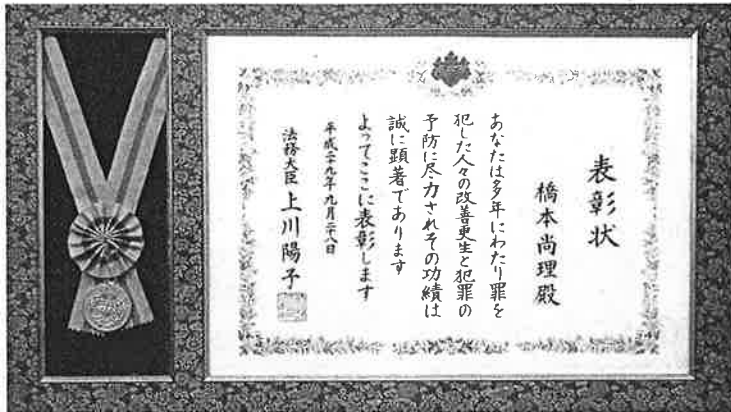 表彰状
橋本尚理殿
あなたは多年にわたり罪を
犯した人々の改善更生と犯罪の
予防に尽力されその功績は
誠に顕著であります
よってここに表彰します
平成二九年九月二八日
法務大臣 上川陽子